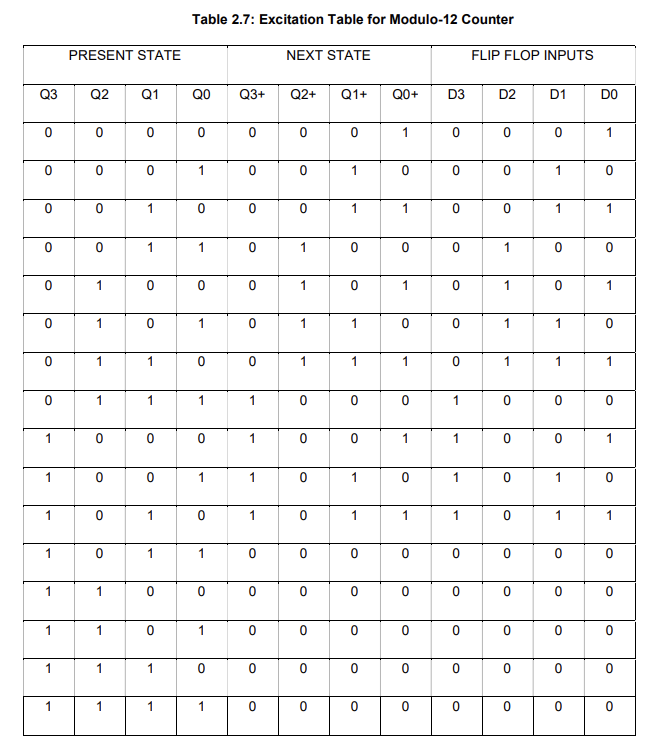 Table 2.7: Excitation Table for Modulo-12 Counter
PRESENT STATE NEXT STATE FLIP FLOP INPUTS
Q3 Q2 Q1 Q0 Q3+ Q2+ Q1+ Q0+ D3 D2 D1 D0
0 0 0 0 0 0 0 1 0 0 0 1
0 0 0 1 0 0 1 0 0 0 1 0
0 0 1 0 0 0 1 1 0 0 1 1
0 0 1 1 0 1 0 0 0 1 0 0
0 1 0 0 0 1 0 1 0 1 0 1
0 1 0 1 0 1 1 0 0 1 1 0
0 1 1 0 0 1 1 1 0 1 1 1
0 1 1 1 1 0 0 0 1 0 0 0
1 0 0 0 1 0 0 1 1 0 0 1
1 0 0 1 1 0 1 0 1 0 1 0
1 0 1 0 1 0 1 1 1 0 1 1
1 0 1 1 0 0 0 0 0 0 0 0
1 1 0 0 0 0 0 0 0 0 0 0
1 1 0 1 0 0 0 0 0 0 0 0
1 1 1 0 0 0 0 0 0 0 0 0
1 1 1 1 0 0 0 0 0 0 0 0